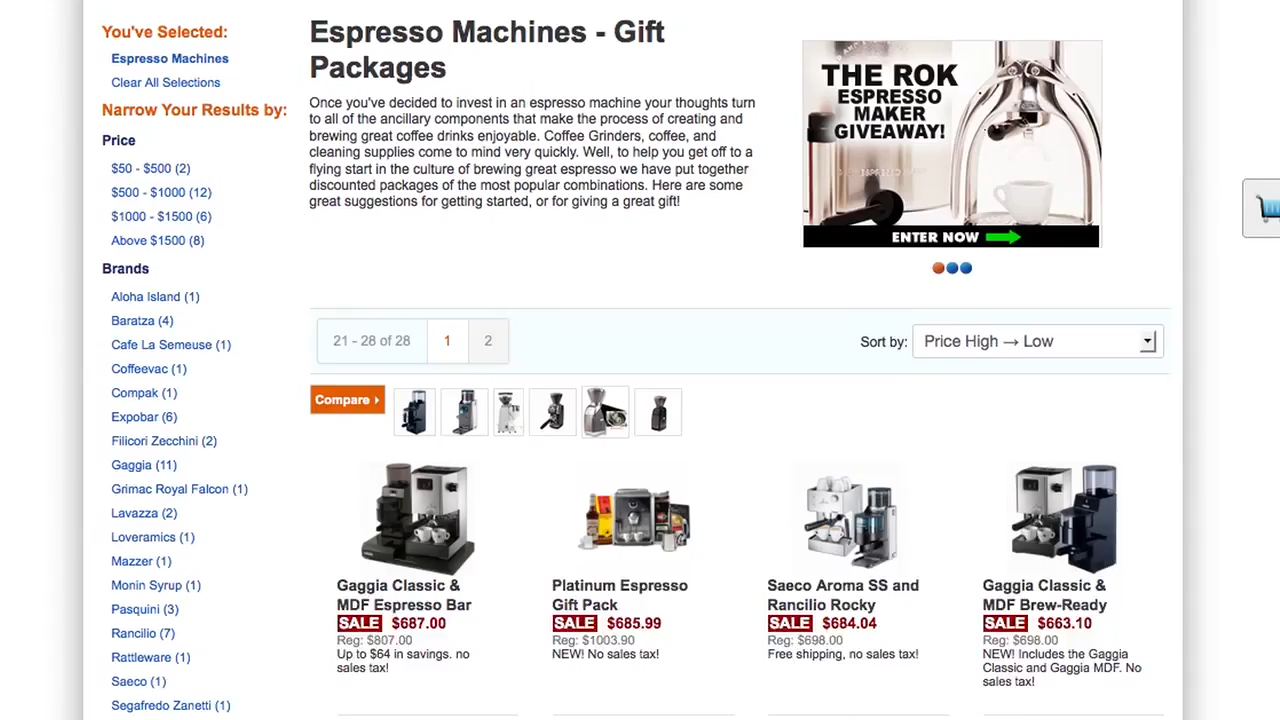 You've Selected:
Espresso Machines
Clear All Selections
Narrow Your Results by:
Price
$50 - $500 (2)
$500 - $1000 (12)
$1000 - $1500 (6)
Above $1500 (8)
Brands
Aloha Island (1)
Baratza (4)
Cafe La Semeuse (1)
Coffeevac (1)
Compak (1)
Expobar (6)
Filicori Zecchini (2)
Gaggia (11)
Grimac Royal Falcon (1)
Lavazza (2)
Loveramics (1)
Mazzer (1)
Monin Syrup (1)
Pasquini (3)
Rancilio (7)
Rattleware (1)
Saeco (1)
Segafredo Zanetti (1)
Espresso Machines - Gift
Packages
Once you've decided to invest in an espresso machine your thoughts turn
to all of the ancillary components that make the process of creating and
brewing great coffee drinks enjoyable. Coffee Grinders, coffee, and
cleaning supplies come to mind very quickly. Well, to help you get off to a
flying start in the culture of brewing great espresso we have put together
discounted packages of the most popular combinations. Here are some
great suggestions for getting started, or for giving a great gift!
THE ROK
ESPRESSO
MAKER
GIVEAWAY!
ENTER NOW
21 - 28 of 28 1 2
Sort by: Price High → Low
Compare
Gaggia Classic &
MDF Espresso Bar
SALE $687.00
Reg: $807.00
Up to $64 in savings. no
sales tax!
Platinum Espresso
Gift Pack
SALE $685.99
Reg: $1003.90
NEW! No sales tax!
Saeco Aroma SS and
Rancilio Rocky
SALE $684.04
Reg: $698.00
Free shipping, no sales tax!
Gaggia Classic &
MDF Brew-Ready
SALE $663.10
Reg: $698.00
NEW! Includes the Gaggia
Classic and Gaggia MDF. No
sales tax!